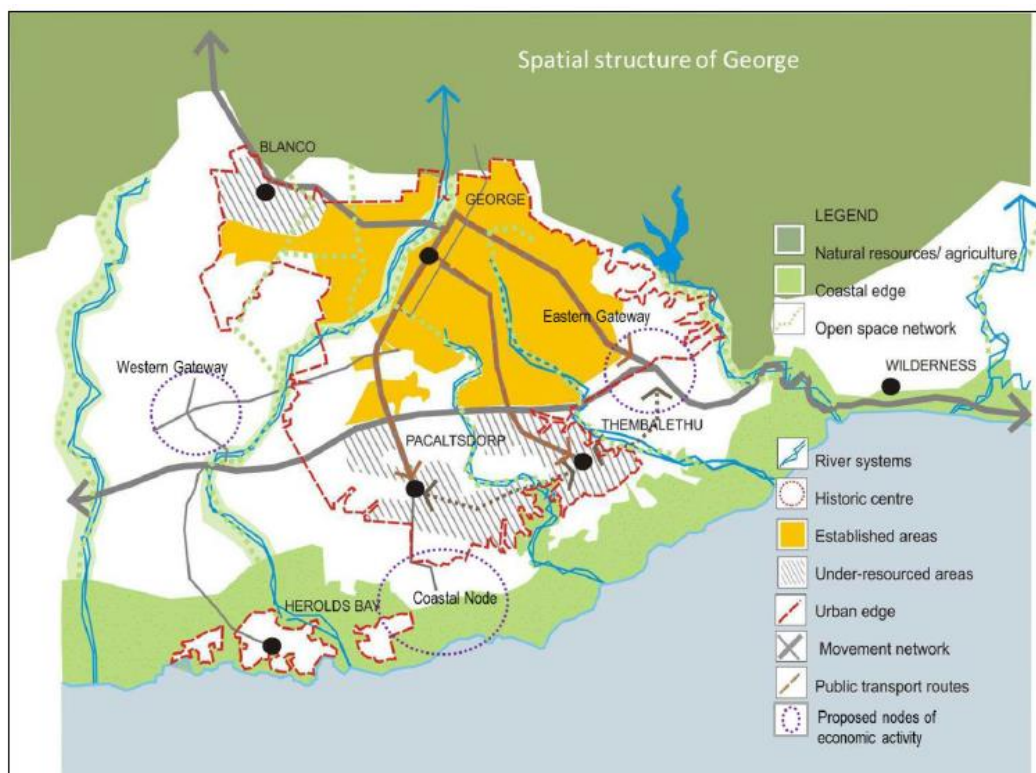 Spatial structure of George
BLANCO
GEORGE
Eastern Gateway
Western Gateway
WILDERNESS
THEMBALETHU
PACALTSDORP
HEROLDS BAY
Coastal Node
LEGEND
Natural resources/ agriculture
Coastal edge
Open space network
River systems
Historic centre
Established areas
Under-resourced areas
Urban edge
Movement network
Public transport routes
Proposed nodes of
economic activity